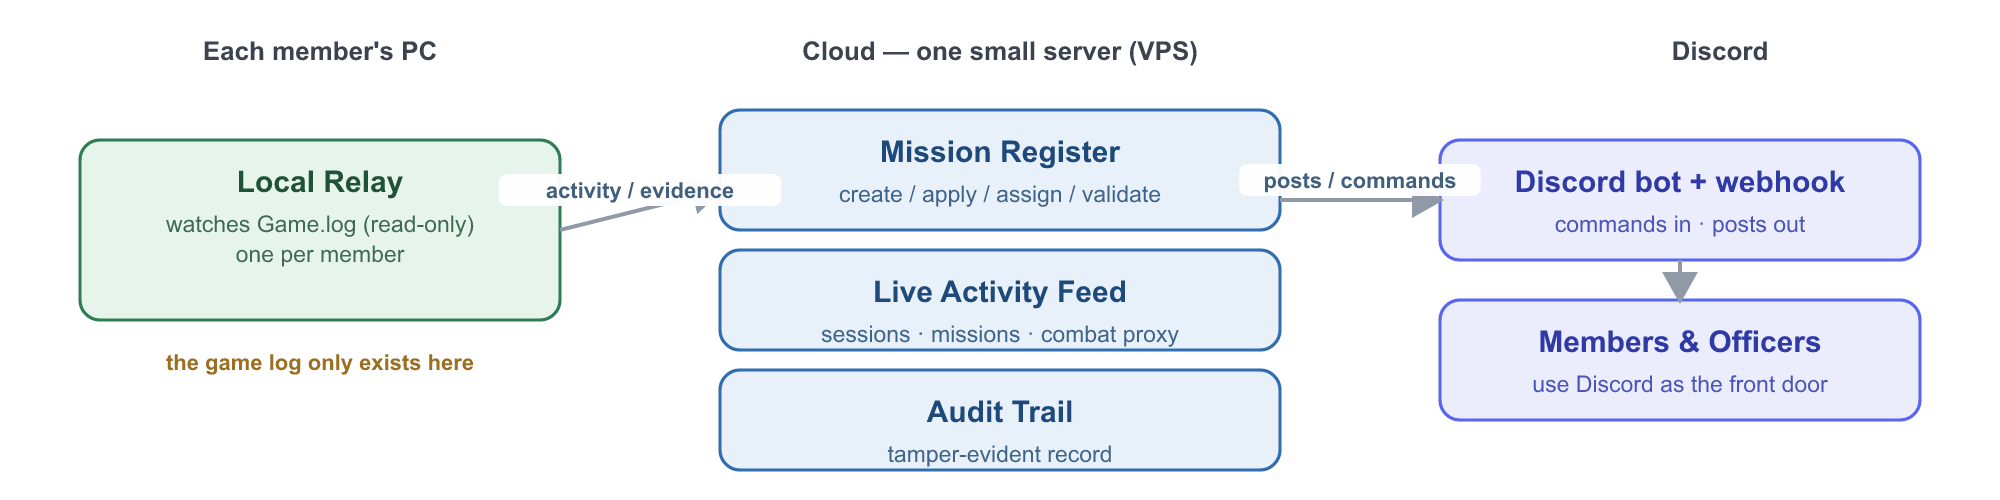 Each member's PC
Cloud — one small server (VPS)
Discord
Local Relay
watches Game.log (read-only)
one per member
the game log only exists here
activity / evidence
Mission Register
create / apply / assign / validate
Live Activity Feed
sessions · missions · combat proxy
Audit Trail
tamper-evident record
posts / commands
Discord bot + webhook
commands in · posts out
Members & Officers
use Discord as the front door